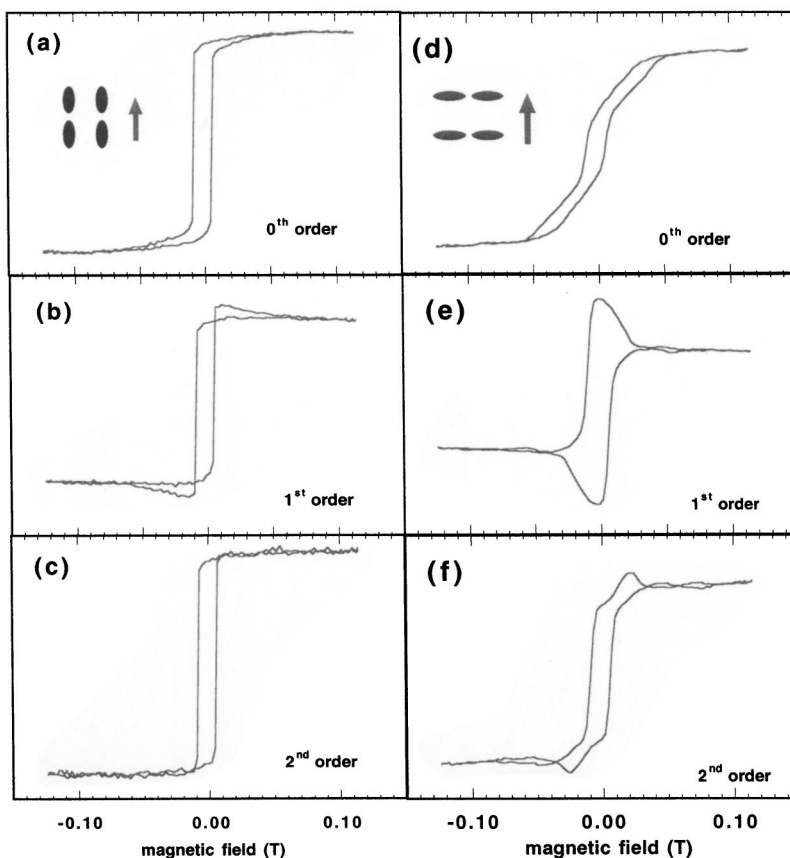 (a)
0th order
(b)
1st order
(c)
2nd order
-0.10
0.00
0.10
magnetic field (T)
(d)
0th order
(e)
1st order
(f)
2nd order
-0.10
0.00
0.10
magnetic field (T)